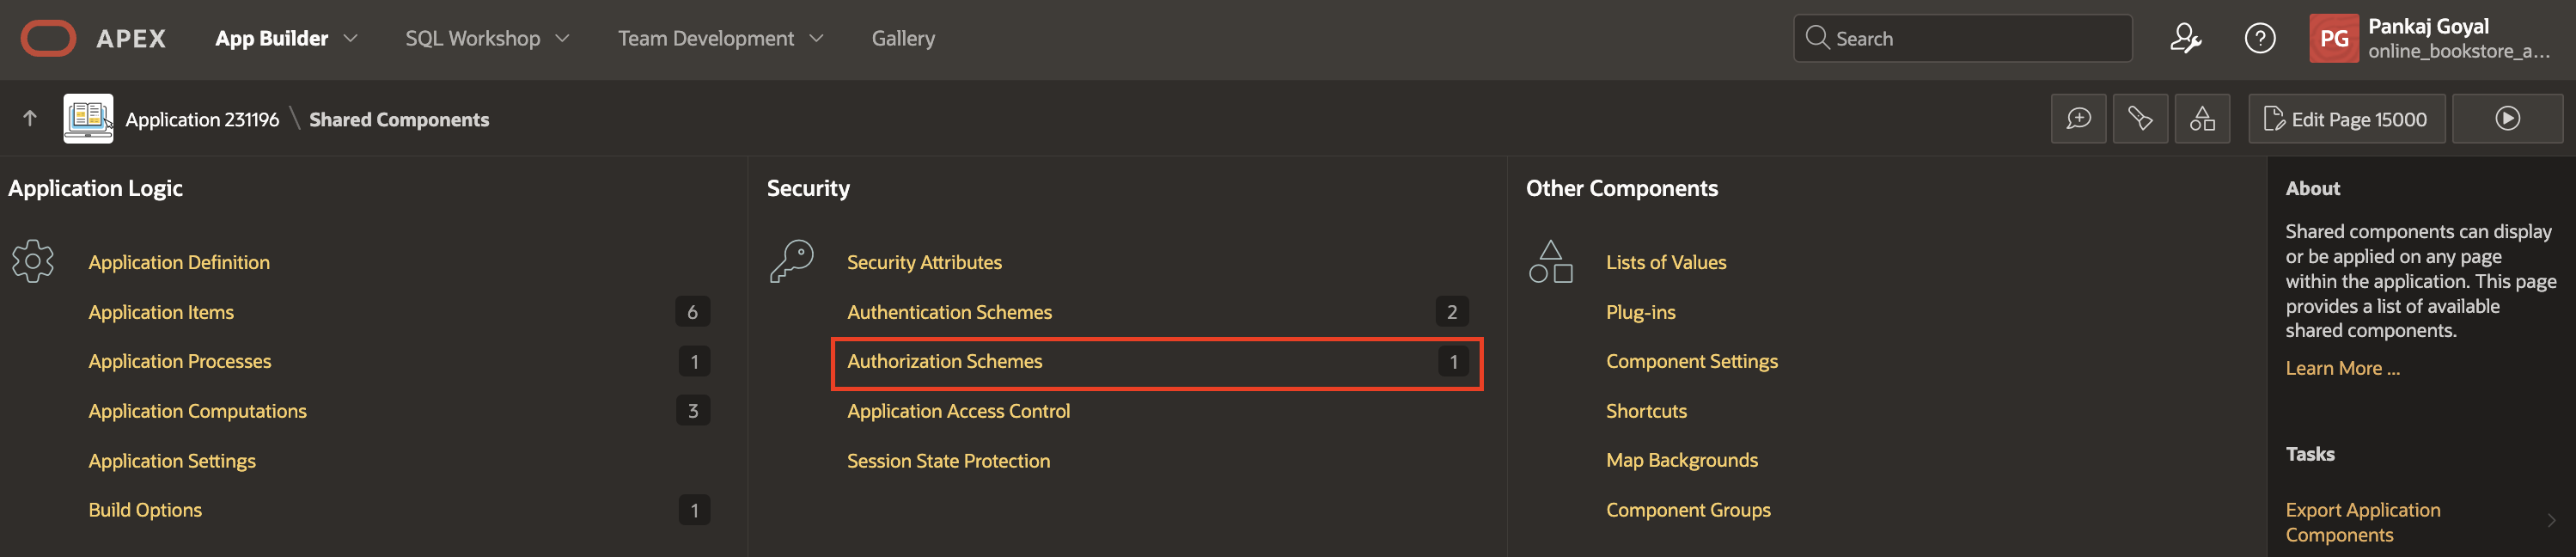 APEX
App Builder
SQL Workshop
Team Development
Gallery
Search
PG
Pankaj Goyal
online_bookstore_a...
Application 231196 \ Shared Components
Edit Page 15000
Application Logic
Application Definition
Application Items 6
Application Processes 1
Application Computations 3
Application Settings
Build Options 1
Security
Security Attributes
Authentication Schemes 2
Authorization Schemes 1
Application Access Control
Session State Protection
Other Components
Lists of Values
Plug-ins
Component Settings
Shortcuts
Map Backgrounds
Component Groups
About
Shared components can display
or be applied on any page
within the application. This page
provides a list of available
shared components.
Learn More ...
Tasks
Export Application
Components